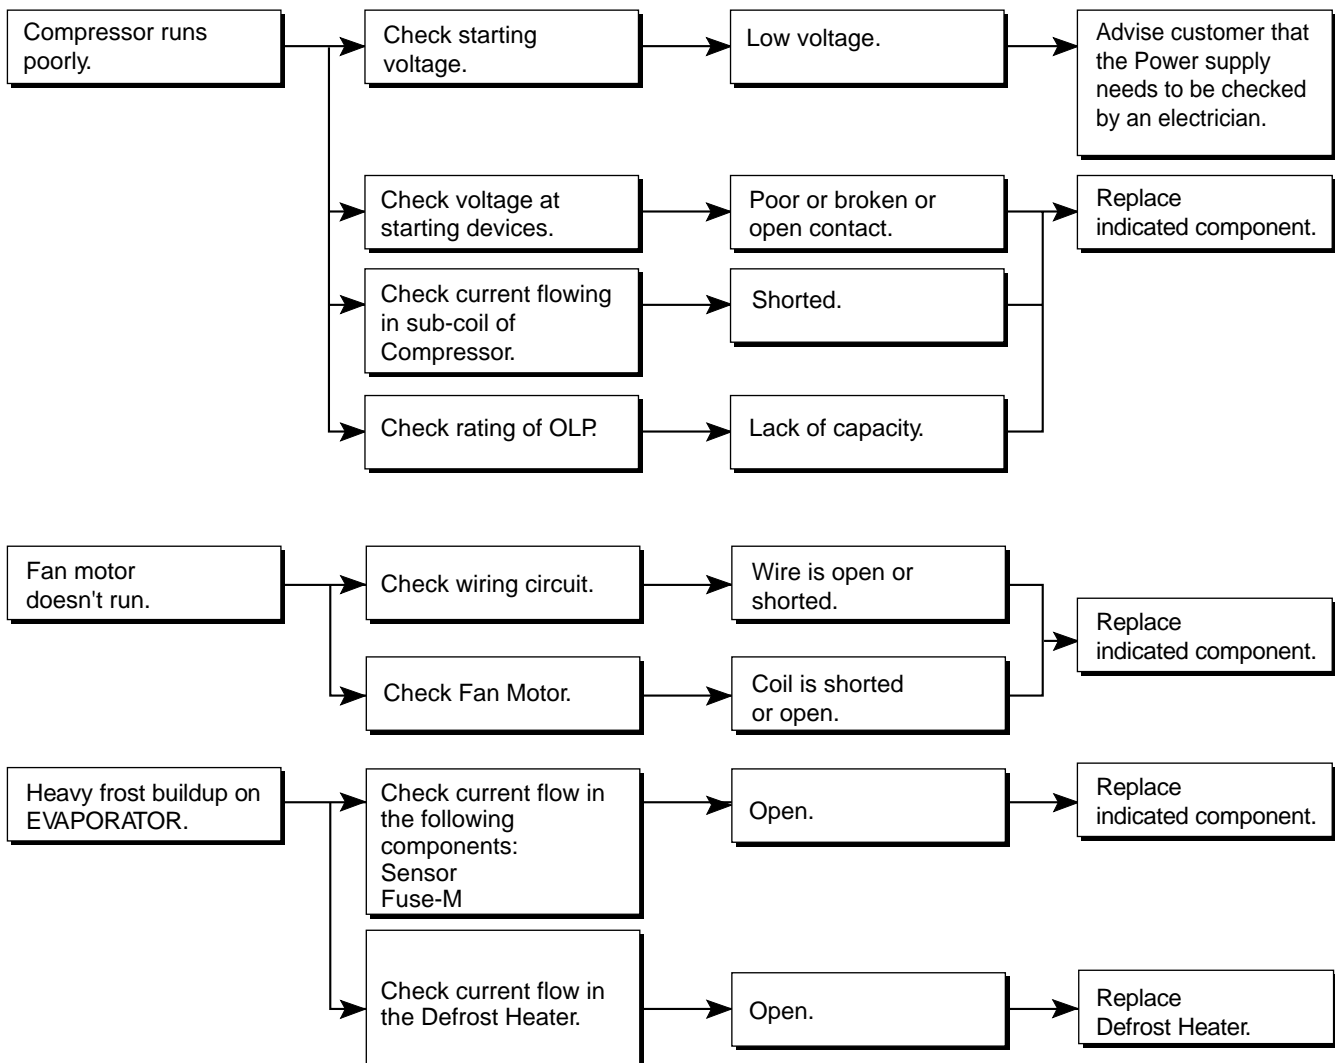 Compressor runs
poorly.
Check starting
voltage.
Low voltage.
Advise customer that
the Power supply
needs to be checked
by an electrician.
Check voltage at
starting devices.
Poor or broken or
open contact.
Replace
indicated component.
Check current flowing
in sub-coil of
Compressor.
Shorted.
Check rating of OLP.
Lack of capacity.
Fan motor
doesn't run.
Check wiring circuit.
Wire is open or
shorted.
Replace
indicated component.
Check Fan Motor.
Coil is shorted
or open.
Heavy frost buildup on
EVAPORATOR.
Check current flow in
the following
components:
Sensor
Fuse-M
Open.
Replace
indicated component.
Check current flow in
the Defrost Heater.
Open.
Replace
Defrost Heater.